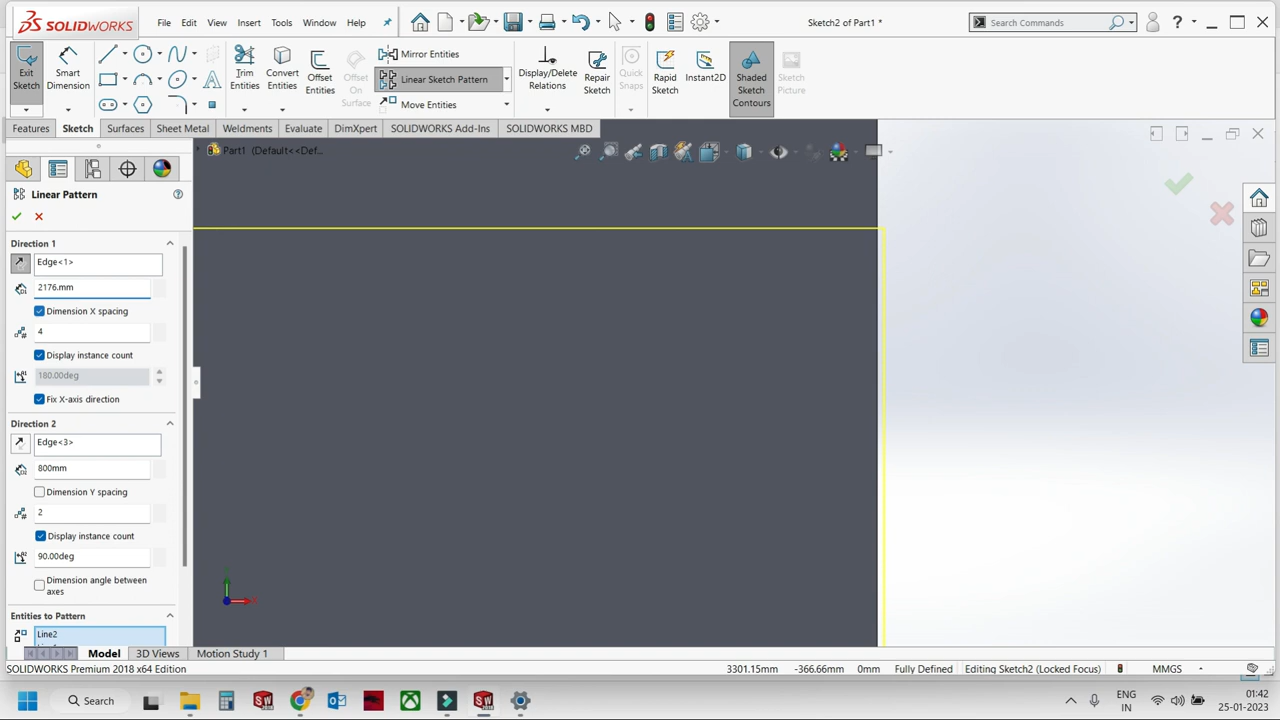 SOLIDWORKS
File
Edit
View
Insert
Tools
Window
Help
Sketch2 of Part1 *
Search Commands
?
Exit Sketch
Smart Dimension
Trim Entities
Convert Entities
Offset Entities
Offset On Surface
Mirror Entities
Linear Sketch Pattern
Move Entities
Display/Delete Relations
Repair Sketch
Quick Snaps
Rapid Sketch
Instant2D
Shaded Sketch Contours
Sketch Picture
Features
Sketch
Surfaces
Sheet Metal
Weldments
Evaluate
DimXpert
SOLIDWORKS Add-Ins
SOLIDWORKS MBD
Part1 (Default<<Def...
Linear Pattern
Direction 1
Edge<1>
2176.mm
Dimension X spacing
4
Display instance count
180.00deg
Fix X-axis direction
Direction 2
Edge<3>
800mm
Dimension Y spacing
2
Display instance count
90.00deg
Dimension angle between
axes
Entities to Pattern
Line2
Model
3D Views
Motion Study 1
SOLIDWORKS Premium 2018 x64 Edition
3301.15mm
-366.66mm
0mm
Fully Defined
Editing Sketch2 (Locked Focus)
MMGS
Search
ENG
IN
01:42
25-01-2023